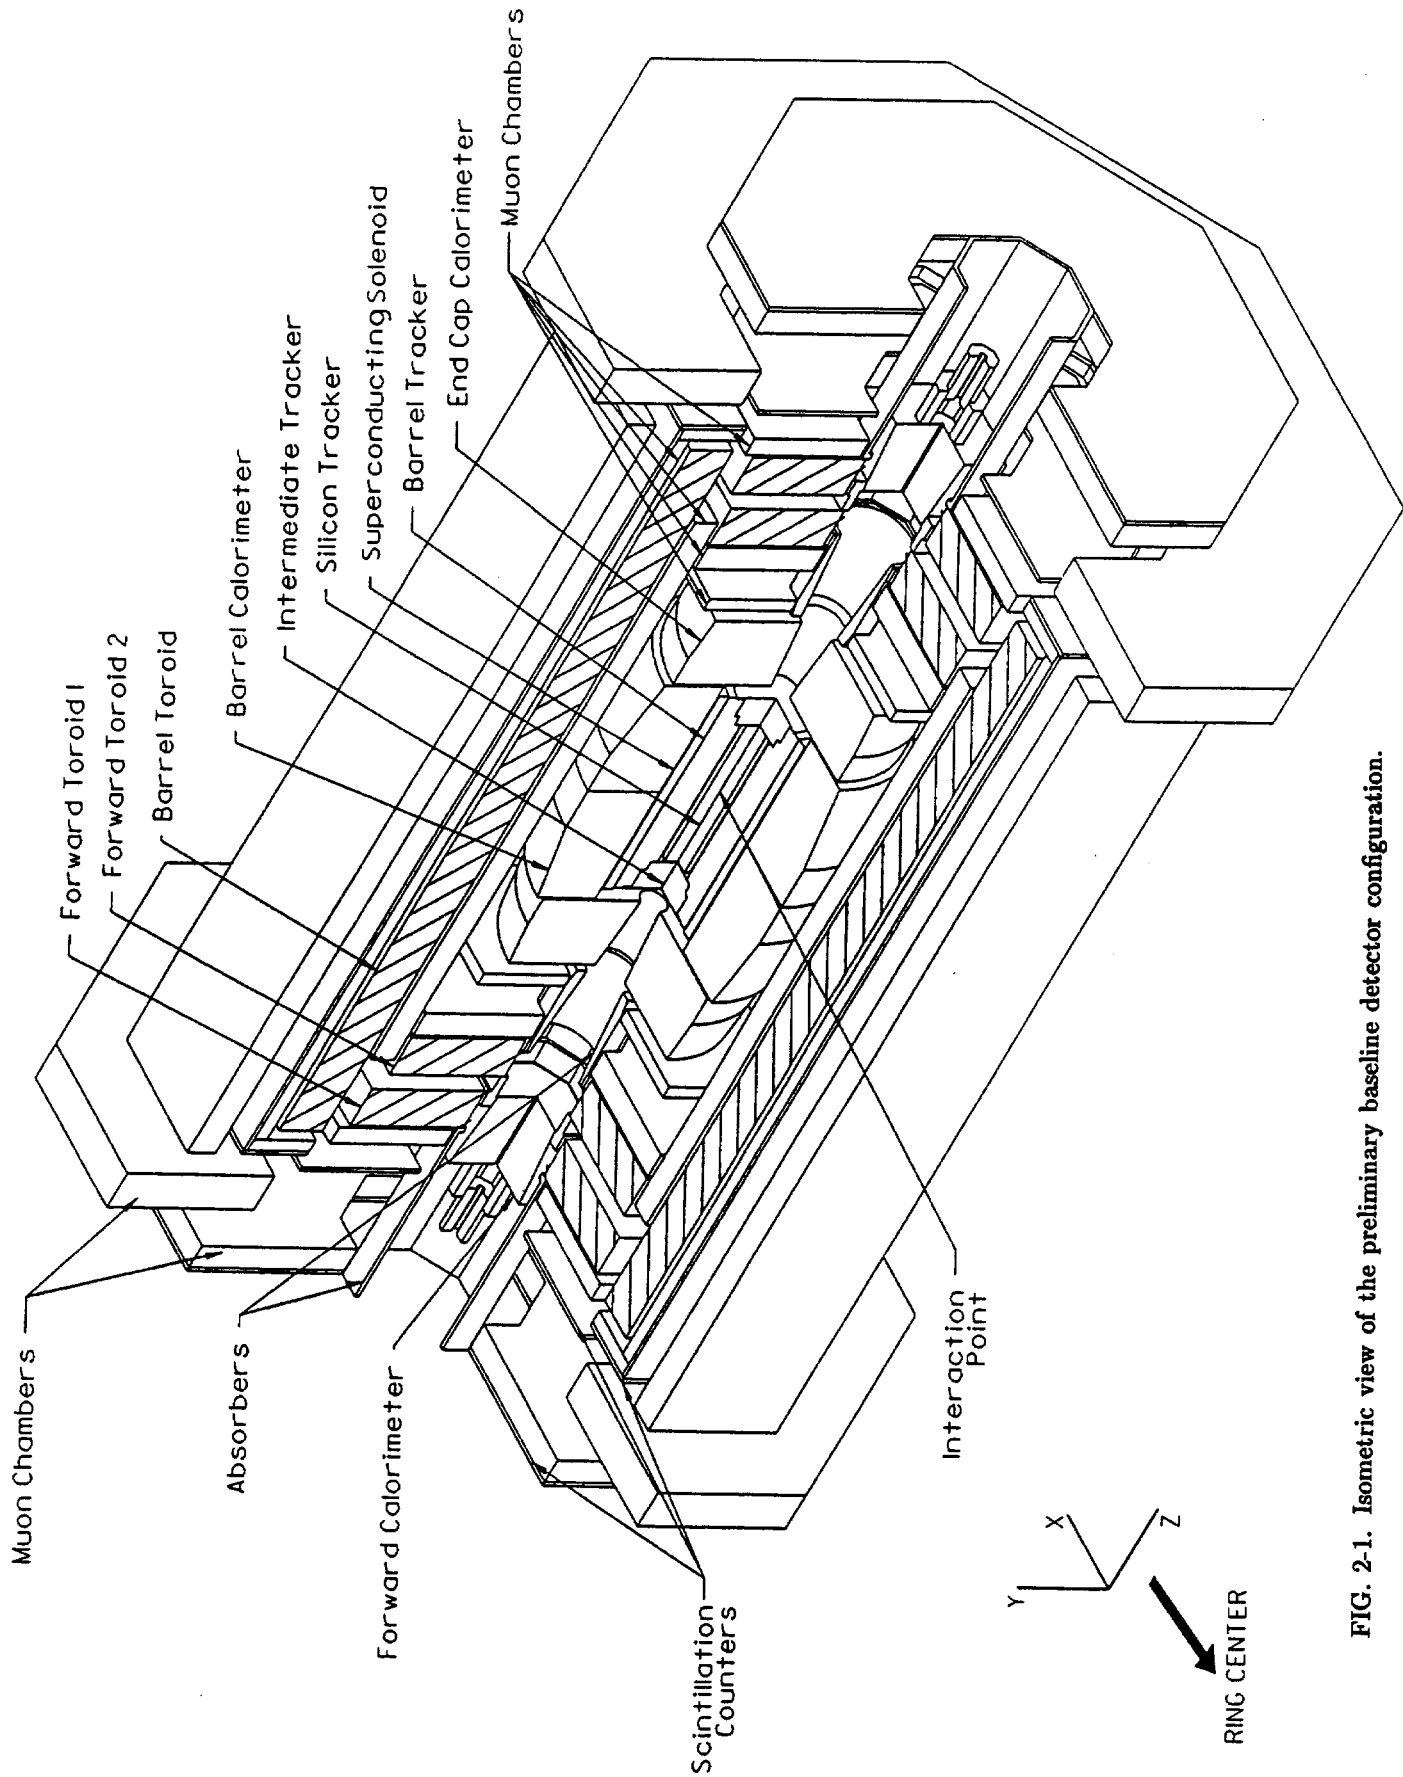 Muon Chambers
Absorbers
Forward Calorimeter
Scintillation
Counters
Forward Toroid 1
Forward Toroid 2
Barrel Toroid
Barrel Calorimeter
Intermediate Tracker
Silicon Tracker
Superconducting Solenoid
Barrel Tracker
End Cap Calorimeter
Muon Chambers
Interaction
Point
Y
X
Z
RING CENTER
FIG. 2-1. Isometric view of the preliminary baseline detector configuration.